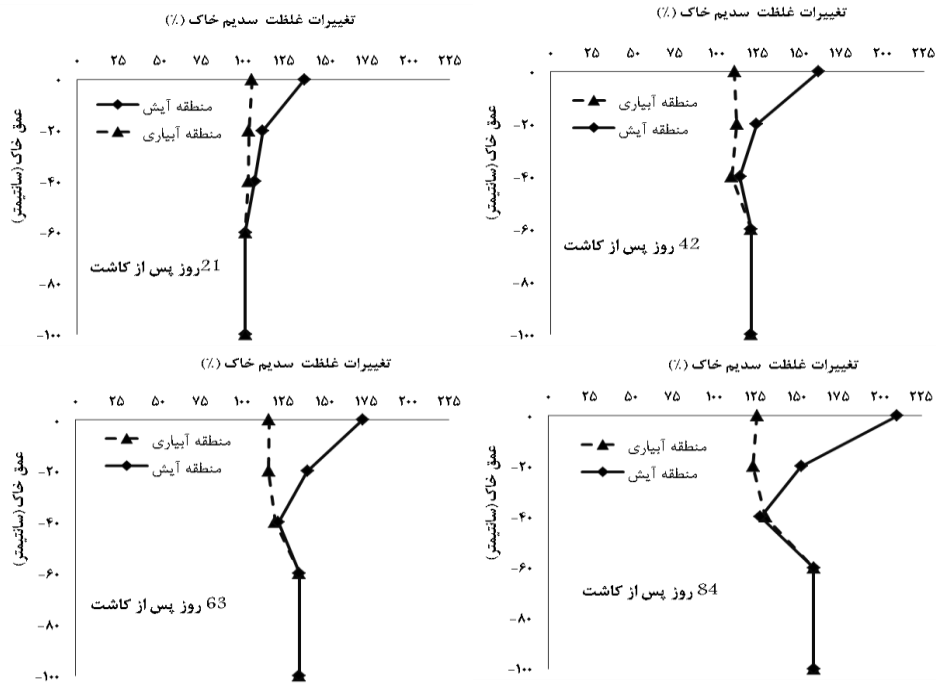 تغییرات غلظت سدیم خاک (٪)
۰ ۲۵ ۵۰ ۷۵ ۱۰۰ ۱۲۵ ۱۵۰ ۱۷۵ ۲۰۰ ۲۲۵
عمق خاک (سانتیمتر)
۰
-۲۰
-۴۰
-۶۰
-۸۰
-۱۰۰
منطقه آیش
منطقه آبیاری
21روز پس از کاشت
تغییرات غلظت سدیم خاک (٪)
۰ ۲۵ ۵۰ ۷۵ ۱۰۰ ۱۲۵ ۱۵۰ ۱۷۵ ۲۰۰ ۲۲۵
عمق خاک (سانتیمتر)
۰
-۲۰
-۴۰
-۶۰
-۸۰
-۱۰۰
منطقه آبیاری
منطقه آیش
42 روز پس از کاشت
تغییرات غلظت سدیم خاک (٪)
۰ ۲۵ ۵۰ ۷۵ ۱۰۰ ۱۲۵ ۱۵۰ ۱۷۵ ۲۰۰ ۲۲۵
عمق خاک (سانتیمتر)
۰
-۲۰
-۴۰
-۶۰
-۸۰
-۱۰۰
منطقه آبیاری
منطقه آیش
63 روز پس از کاشت
تغییرات غلظت سدیم خاک (٪)
۰ ۲۵ ۵۰ ۷۵ ۱۰۰ ۱۲۵ ۱۵۰ ۱۷۵ ۲۰۰ ۲۲۵
عمق خاک (سانتیمتر)
۰
-۲۰
-۴۰
-۶۰
-۸۰
-۱۰۰
منطقه آبیاری
منطقه آیش
84 روز پس از کاشت